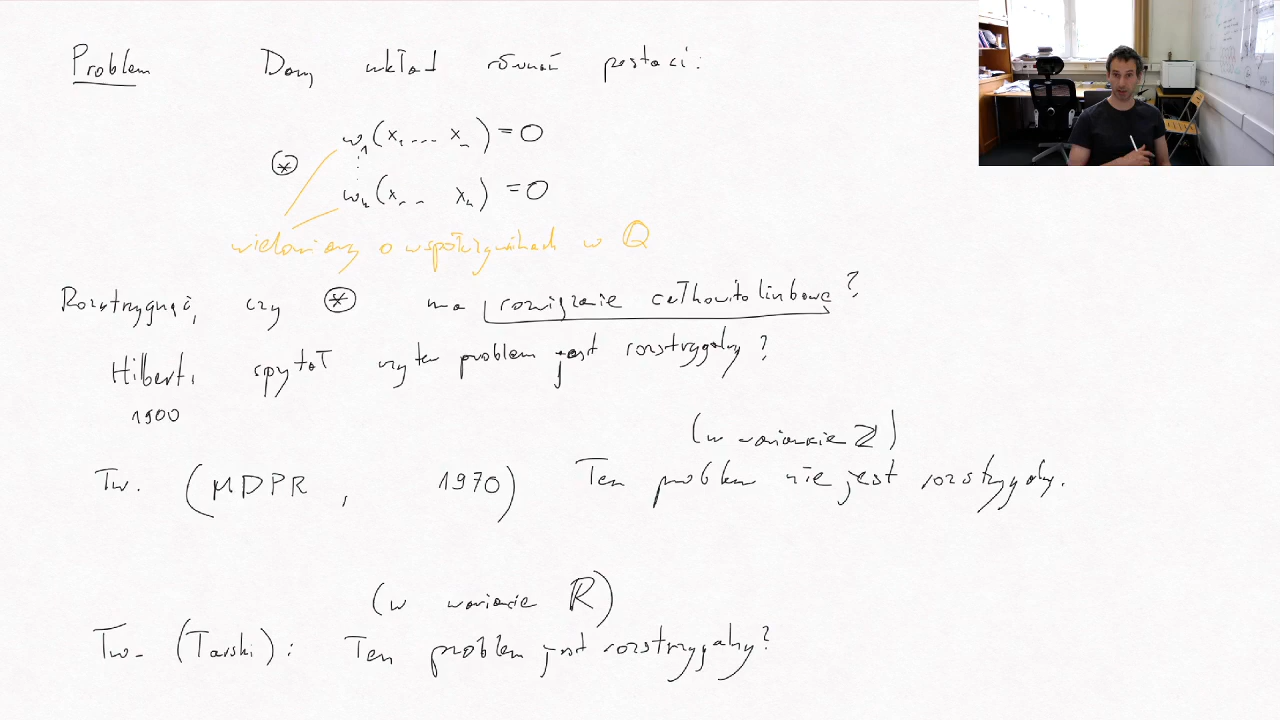 Problem Dany układ równań postaci:
w₁(x₁ ... xₙ) = 0
⊛ ⋮
wₖ(x₁ .. xₙ) = 0
wielomiany o współczynnikach w Q
Rozstrzygnąć, czy ⊛ ma rozwiązanie całkowitoliczbowe?
Hilbert, spytał czy ten problem jest rozstrzygalny?
1900
(w wariancie ℤ)
Tw. (MDPR, 1970) Ten problem nie jest rozstrzygalny.
(w wariancie ℝ)
Tw. (Tarski): Ten problem jest rozstrzygalny?